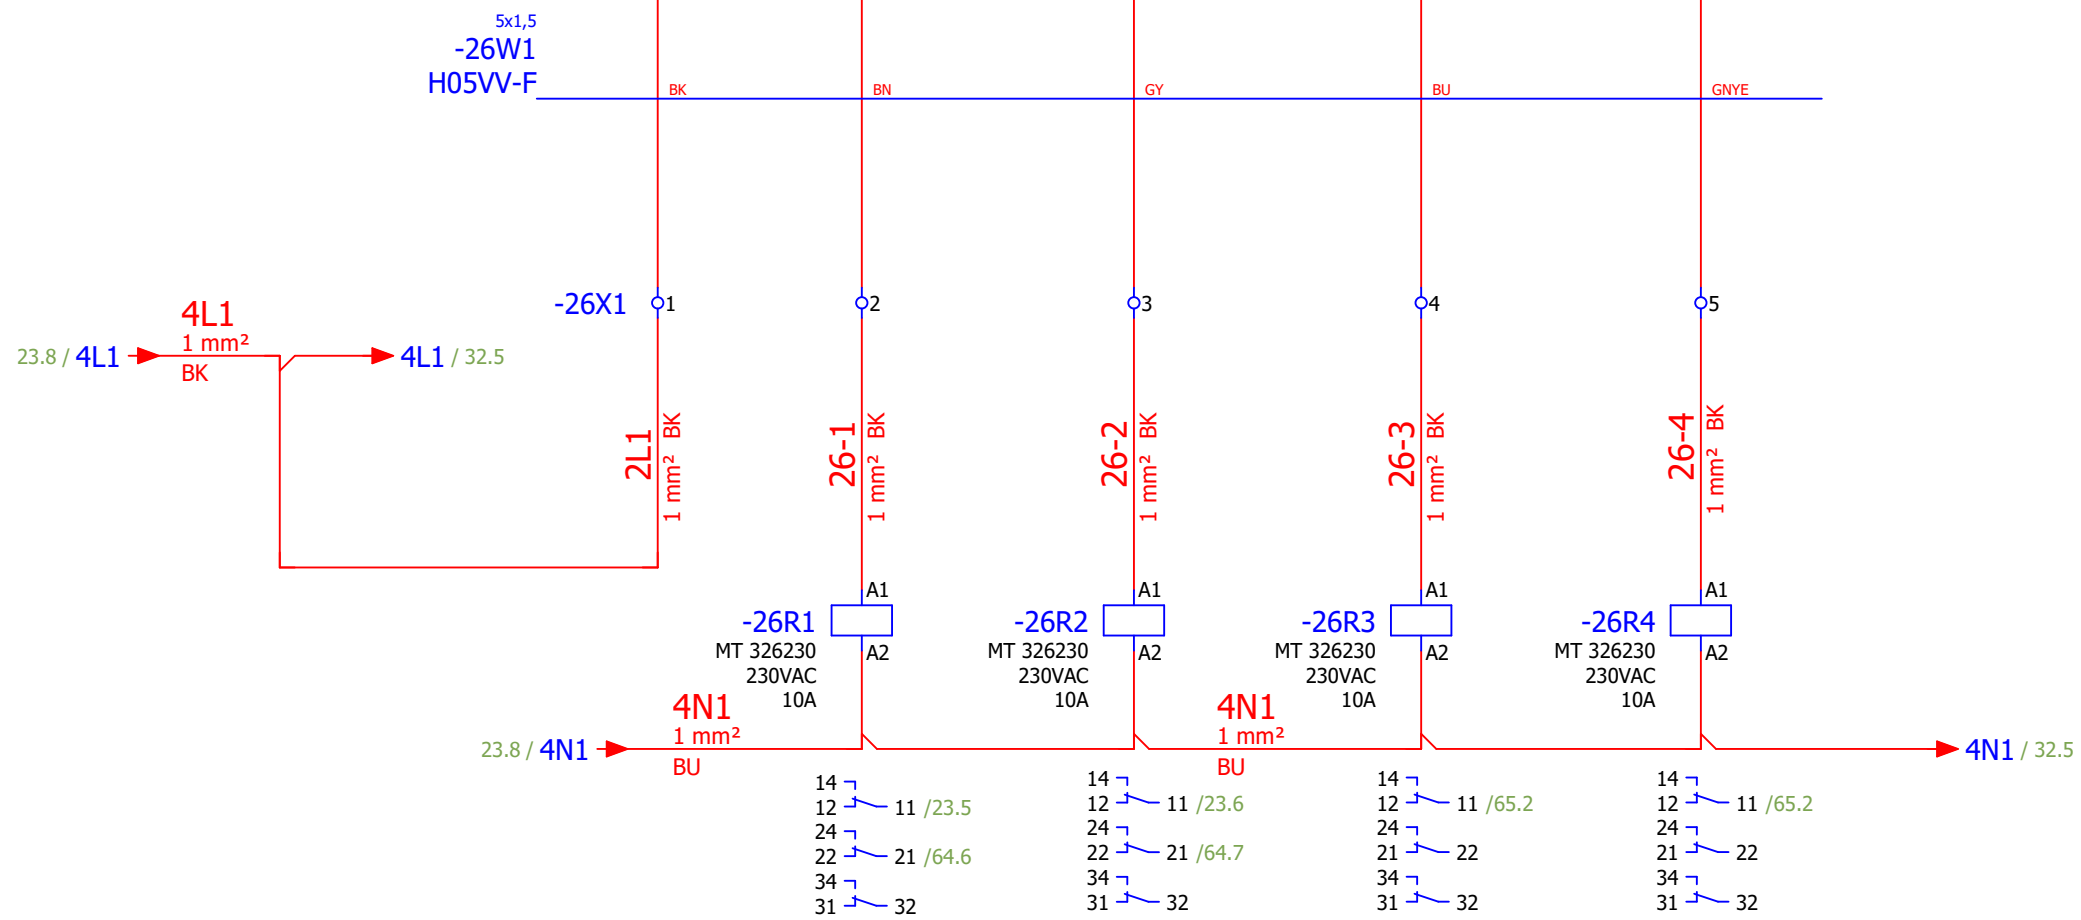 5x1,5
-26W1
H05VV-F
BK
BN
GY
BU
GNYE
-26X1
1
2
3
4
5
4L1
1 mm²
BK
23.8 / 4L1
4L1 / 32.5
2L1
1 mm² BK
26-1
1 mm² BK
26-2
1 mm² BK
26-3
1 mm² BK
26-4
1 mm² BK
A1
-26R1
MT 326230
A2
230VAC
10A
A1
-26R2
MT 326230
A2
230VAC
10A
A1
-26R3
MT 326230
A2
230VAC
10A
A1
-26R4
MT 326230
A2
230VAC
10A
4N1
1 mm²
BU
23.8 / 4N1
4N1
1 mm²
BU
4N1 / 32.5
14
12 11 /23.5
24
22 21 /64.6
34
31 32
14
12 11 /23.6
24
22 21 /64.7
34
31 32
14
12 11 /65.2
24
21 22
34
31 32
14
12 11 /65.2
24
21 22
34
31 32